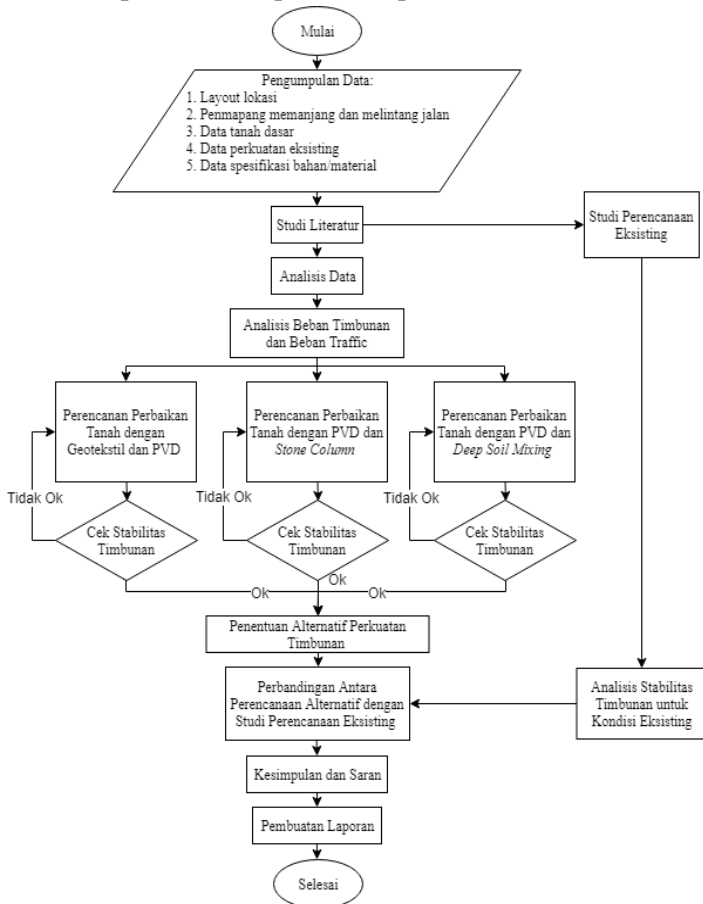 Mulai
Pengumpulan Data:
1. Layout lokasi
2. Penmapang memanjang dan melintang jalan
3. Data tanah dasar
4. Data perkuatan eksisting
5. Data spesifikasi bahan/material
Studi Literatur
Studi Perencanaan
Eksisting
Analisis Data
Analisis Beban Timbunan
dan Beban Traffic
Perencanan Perbaikan
Tanah dengan
Geotekstil dan PVD
Perencanan Perbaikan
Tanah dengan PVD dan
Stone Column
Perencanan Perbaikan
Tanah dengan PVD dan
Deep Soil Mixing
Tidak Ok
Tidak Ok
Tidak Ok
Cek Stabilitas
Timbunan
Cek Stabilitas
Timbunan
Cek Stabilitas
Timbunan
Ok
Ok
Ok
Penentuan Alternatif Perkuatan
Timbunan
Perbandingan Antara
Perencanaan Alternatif dengan
Studi Perencanaan Eksisting
Analisis Stabilitas
Timbunan untuk
Kondisi Eksisting
Kesimpulan dan Saran
Pembuatan Laporan
Selesai